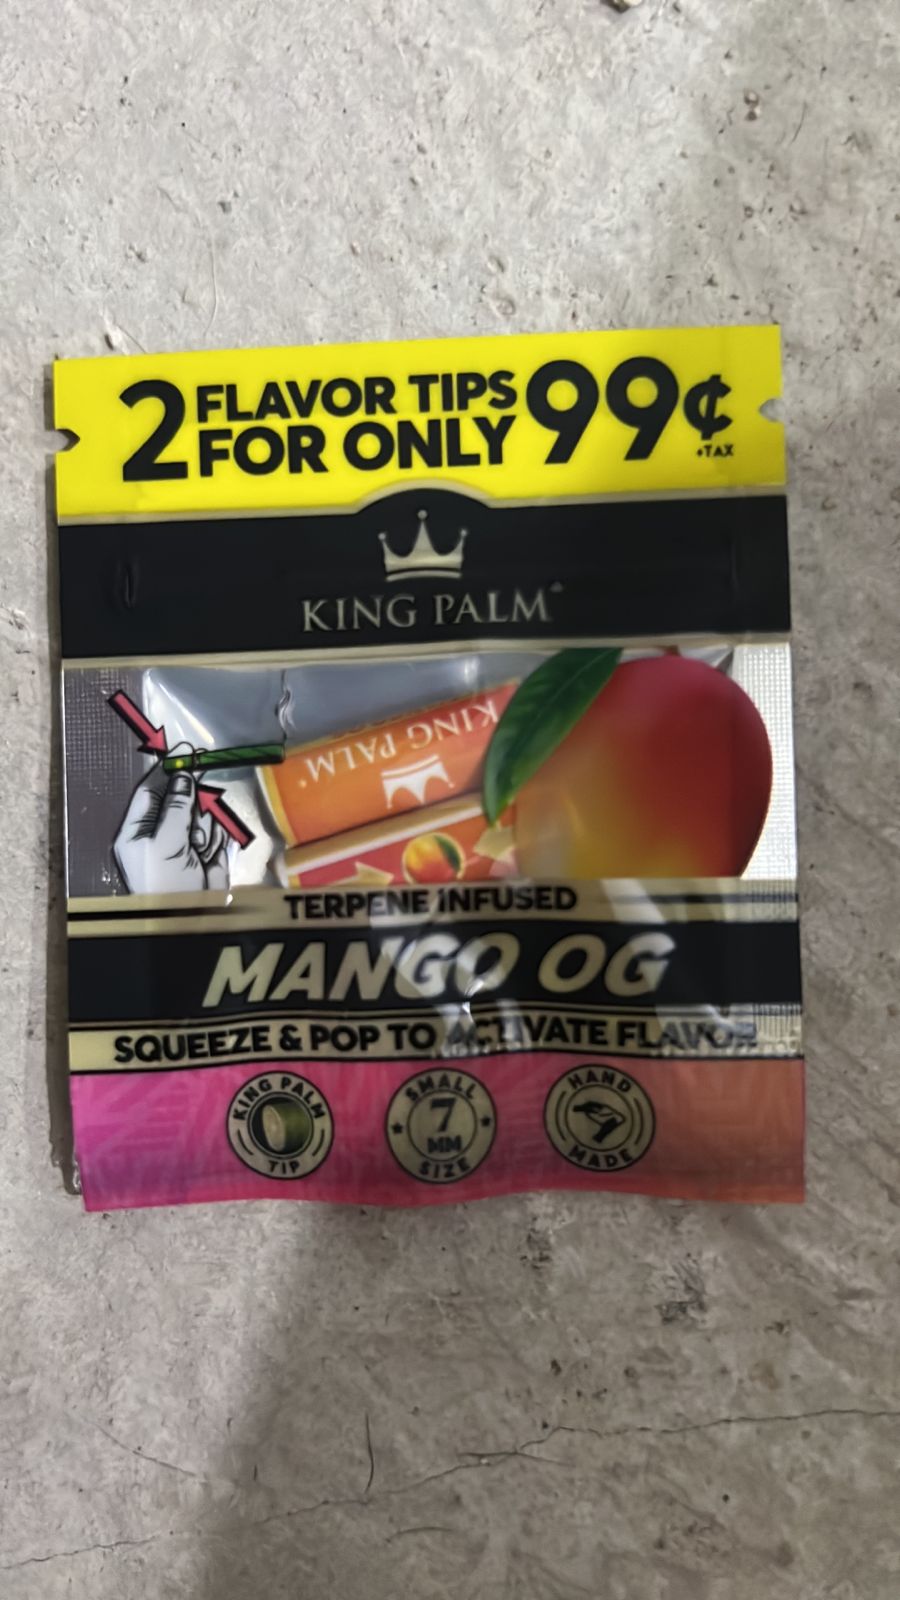 2 FLAVOR TIPS FOR ONLY 99¢
+TAX
KING PALM
KING PALM
TERPENE INFUSED
MANGO OG
SQUEEZE & POP TO ACTIVATE FLAVOR
KING PALM
TIP
SMALL
7
MM
SIZE
HAND
MADE